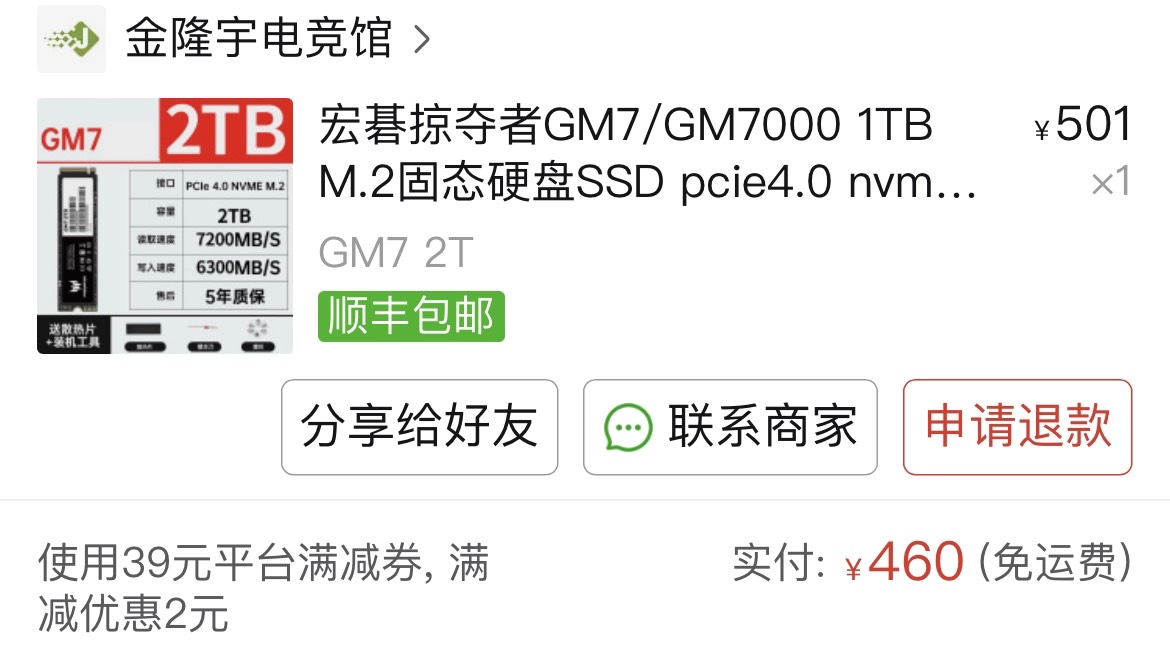 金隆宇电竞馆
宏碁掠夺者GM7/GM7000 1TB
M.2固态硬盘SSD pcie4.0 nvm…
¥501
×1
GM7 2T
顺丰包邮
GM7
2TB
接口 PCIe 4.0 NVME M.2
容量 2TB
读取速度 7200MB/S
写入速度 6300MB/S
售后 5年质保
送散热片
+装机工具
分享给好友
联系商家
申请退款
使用39元平台满减券, 满
减优惠2元
实付: ¥460 (免运费)